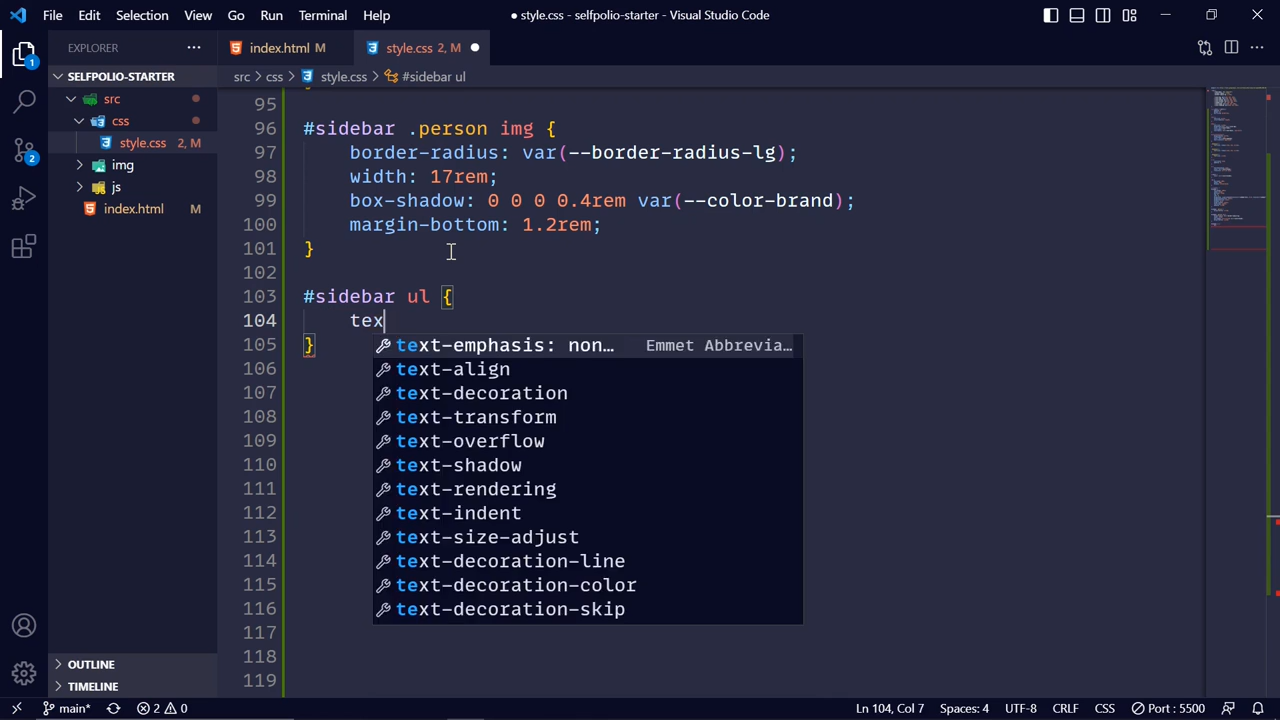 File Edit Selection View Go Run Terminal Help
● style.css - selfpolio-starter - Visual Studio Code
EXPLORER
index.html M
style.css 2, M
SELFPOLIO-STARTER
src > css > style.css > #sidebar ul
src
css
style.css 2, M
img
js
index.html M
95
96 #sidebar .person img {
97 border-radius: var(--border-radius-lg);
98 width: 17rem;
99 box-shadow: 0 0 0 0.4rem var(--color-brand);
100 margin-bottom: 1.2rem;
101 }
102
103 #sidebar ul {
104 tex
105 }
text-emphasis: non… Emmet Abbrevia…
106 text-align
107 text-decoration
108 text-transform
109 text-overflow
110 text-shadow
111 text-rendering
112 text-indent
113 text-size-adjust
114 text-decoration-line
115 text-decoration-color
116 text-decoration-skip
117
118
119
1
2
OUTLINE
TIMELINE
main* 2 0 Ln 104, Col 7 Spaces: 4 UTF-8 CRLF CSS Port : 5500